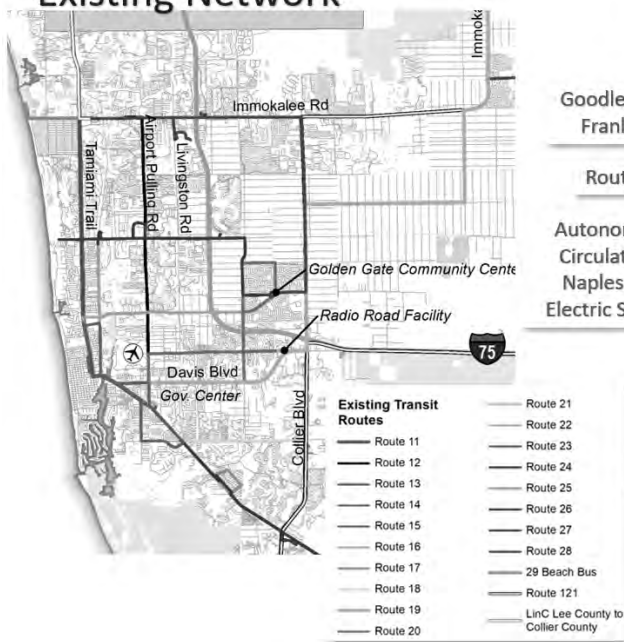 Existing Network
Immoka
Immokalee Rd
Tamiami Trail
Airport Pulling Rd
Livingston Rd
Golden Gate Community Cente
Radio Road Facility
75
Davis Blvd
Gov. Center
Collier Blvd
Existing Transit
Routes
Route 11
Route 12
Route 13
Route 14
Route 15
Route 16
Route 17
Route 18
Route 19
Route 20
Route 21
Route 22
Route 23
Route 24
Route 25
Route 26
Route 27
Route 28
29 Beach Bus
Route 121
LinC Lee County to
Collier County
Goodle
Frank
Rout
Autonor
Circulat
Naples
Electric S